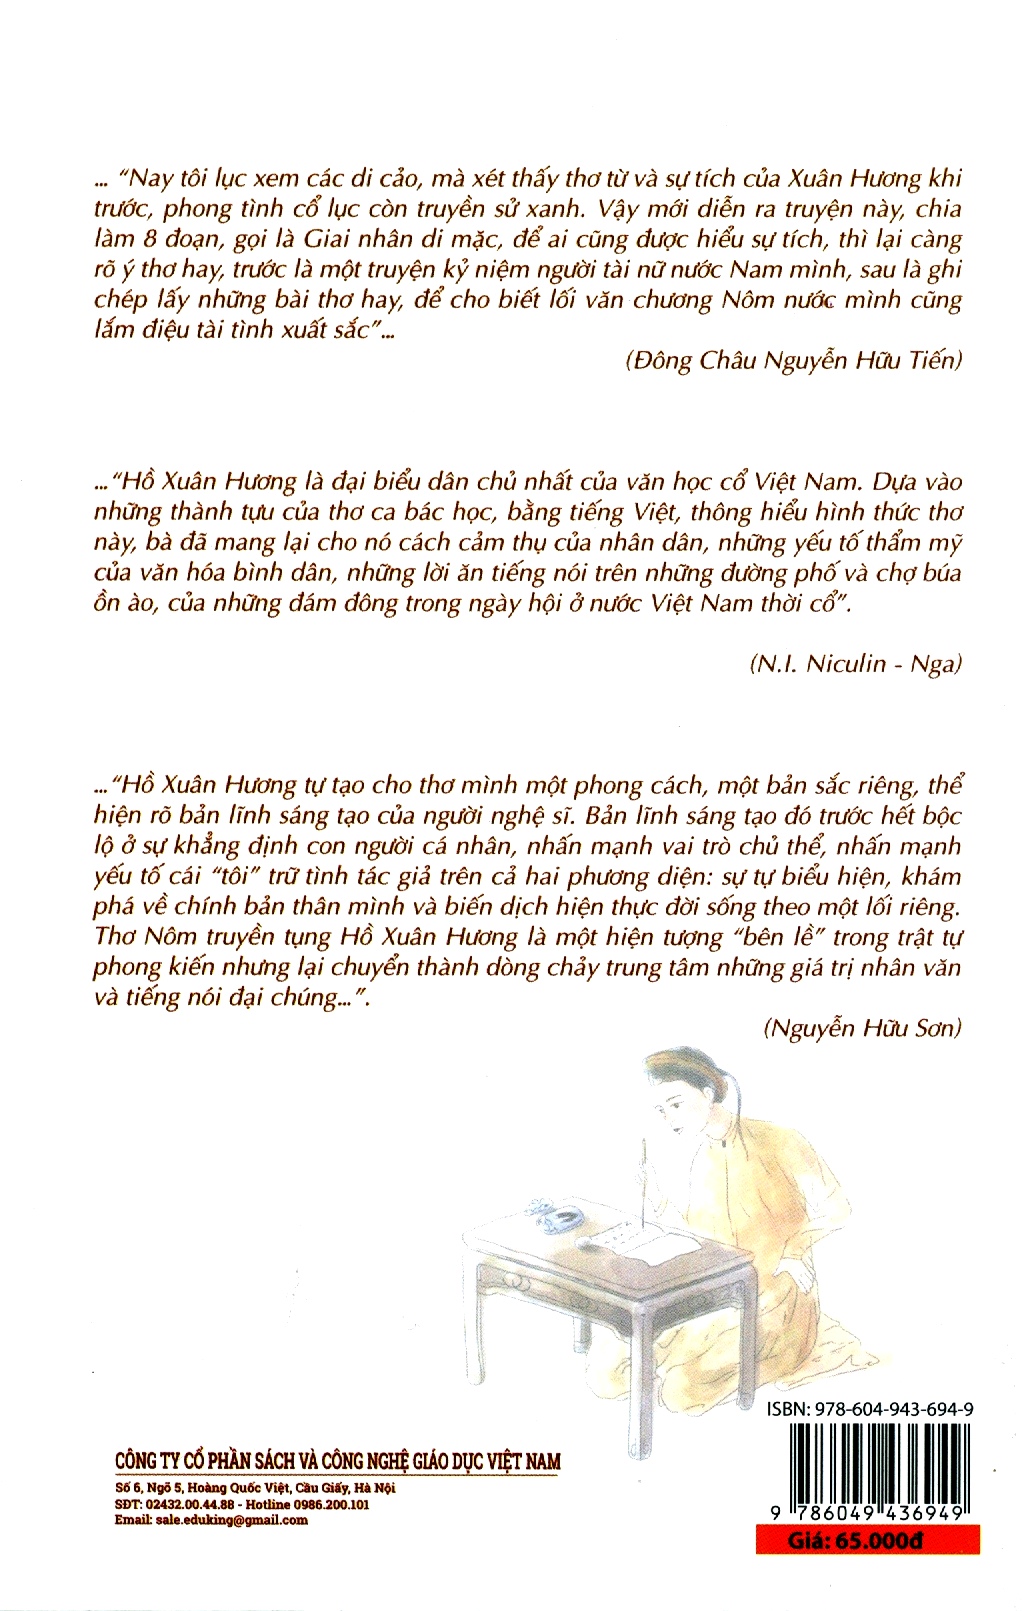 ... “Nay tôi lục xem các di cảo, mà xét thấy thơ từ và sự tích của Xuân Hương khi
trước, phong tình cổ lục còn truyền sử xanh. Vậy mới diễn ra truyện này, chia
làm 8 đoạn, gọi là Giai nhân di mặc, để ai cũng được hiểu sự tích, thì lại càng
rõ ý thơ hay, trước là một truyện kỷ niệm người tài nữ nước Nam mình, sau là ghi
chép lấy những bài thơ hay, để cho biết lối văn chương Nôm nước mình cũng
lắm điệu tài tình xuất sắc”...
(Đông Châu Nguyễn Hữu Tiến)
...“Hồ Xuân Hương là đại biểu dân chủ nhất của văn học cổ Việt Nam. Dựa vào
những thành tựu của thơ ca bác học, bằng tiếng Việt, thông hiểu hình thức thơ
này, bà đã mang lại cho nó cách cảm thụ của nhân dân, những yếu tố thẩm mỹ
của văn hóa bình dân, những lời ăn tiếng nói trên những đường phố và chợ búa
ồn ào, của những đám đông trong ngày hội ở nước Việt Nam thời cổ”.
(N.I. Niculin - Nga)
...“Hồ Xuân Hương tự tạo cho thơ mình một phong cách, một bản sắc riêng, thể
hiện rõ bản lĩnh sáng tạo của người nghệ sĩ. Bản lĩnh sáng tạo đó trước hết bộc
lộ ở sự khẳng định con người cá nhân, nhấn mạnh vai trò chủ thể, nhấn mạnh
yếu tố cái “tôi” trữ tình tác giả trên cả hai phương diện: sự tự biểu hiện, khám
phá về chính bản thân mình và biến dịch hiện thực đời sống theo một lối riêng.
Thơ Nôm truyền tụng Hồ Xuân Hương là một hiện tượng “bên lề” trong trật tự
phong kiến nhưng lại chuyển thành dòng chảy trung tâm những giá trị nhân văn
và tiếng nói đại chúng...”.
(Nguyễn Hữu Sơn)
ISBN: 978-604-943-694-9
CÔNG TY CỔ PHẦN SÁCH VÀ CÔNG NGHỆ GIÁO DỤC VIỆT NAM
Số 6, Ngõ 5, Hoàng Quốc Việt, Cầu Giấy, Hà Nội
SĐT: 02432.00.44.88 - Hotline 0986.200.101
Email: sale.eduking@gmail.com
9 786049 436949
Giá: 65.000đ